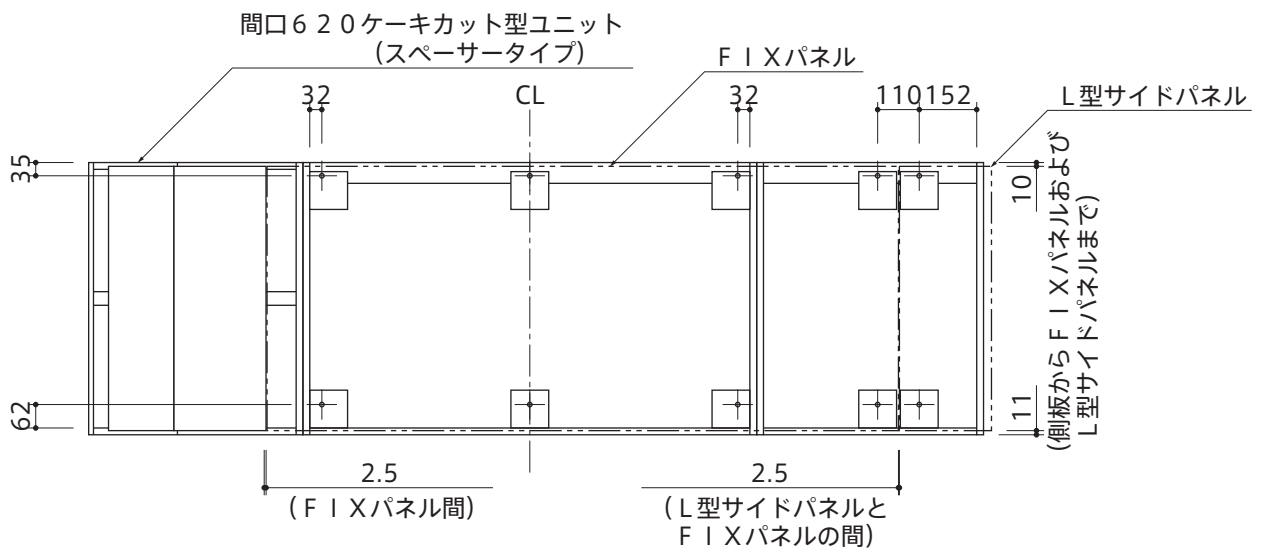 間口６２０ケーキカット型ユニット
(スペーサータイプ)
ＦＩＸパネル
32
CL
32
110
152
Ｌ型サイドパネル
35
10
62
11
(側板からＦＩＸパネルおよび
Ｌ型サイドパネルまで)
2.5
(ＦＩＸパネル間)
2.5
(Ｌ型サイドパネルと
ＦＩＸパネルの間)